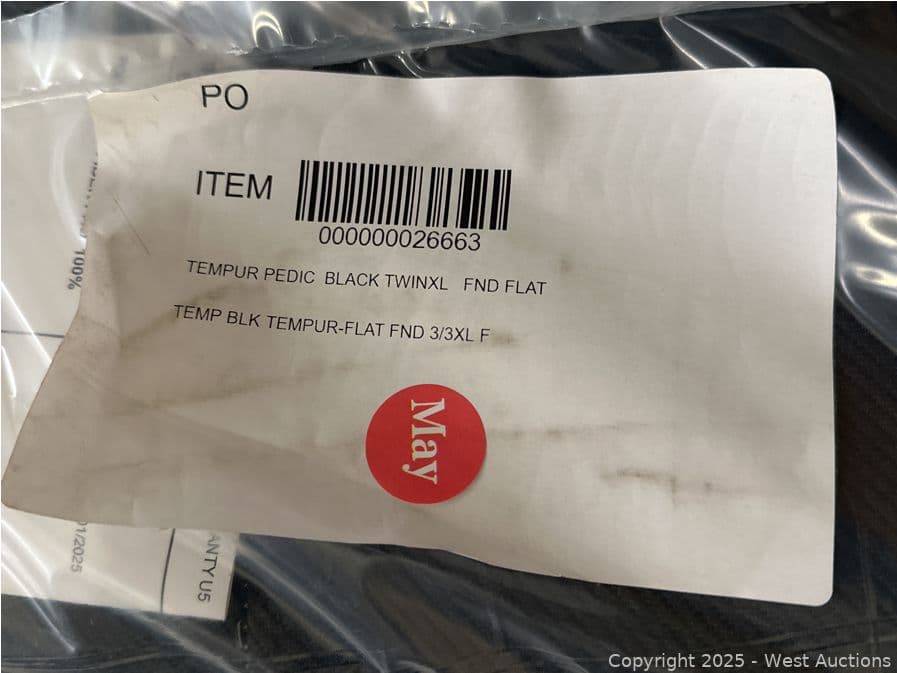 PO
ITEM
000000026663
TEMPUR PEDIC BLACK TWINXL FND FLAT
TEMP BLK TEMPUR-FLAT FND 3/3XL F
May
100%
01/2025
ANTY U5
Copyright 2025 - West Auctions